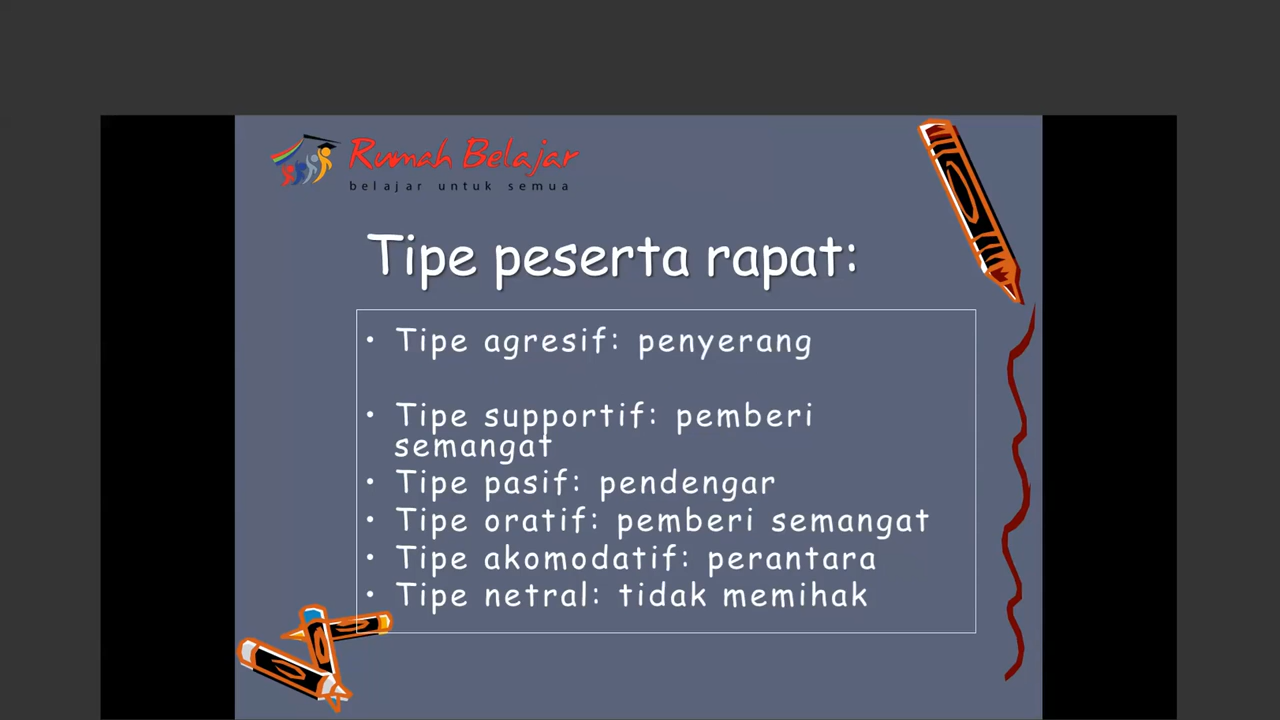 Rumah Belajar
belajar untuk semua
Tipe peserta rapat:
• Tipe agresif: penyerang
• Tipe supportif: pemberi
semangat
• Tipe pasif: pendengar
• Tipe oratif: pemberi semangat
• Tipe akomodatif: perantara
• Tipe netral: tidak memihak